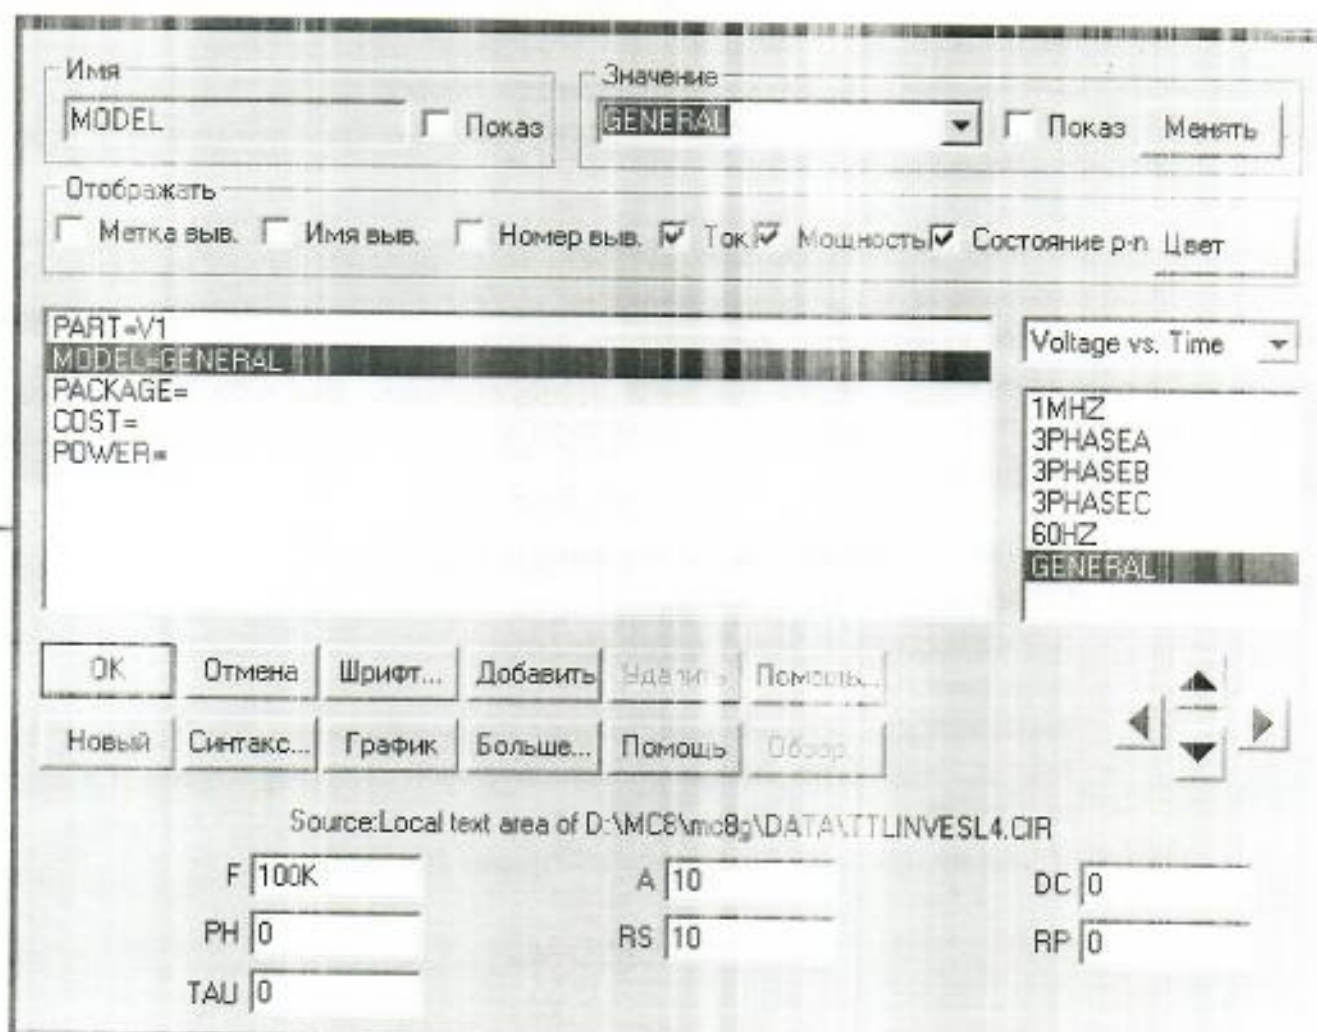 Имя
Значение
MODEL Показ GENERAL Показ Менять
Отображать
Метка выв. Имя выв. Номер выв. Ток Мощность Состояние p-n Цвет
PART=V1
MODEL=GENERAL
PACKAGE=
COST=
POWER=
Voltage vs. Time
1MHZ
3PHASEA
3PHASEB
3PHASEC
60HZ
GENERAL
OK Отмена Шрифт... Добавить Удалить Помощь...
Новый Синтакс... График Больше... Помощь Обзор...
Source:Local text area of D:\MC8\mc8g\DATA\TTLINVESL4.CIR
F 100K A 10 DC 0
PH 0 RS 10 RP 0
TAU 0